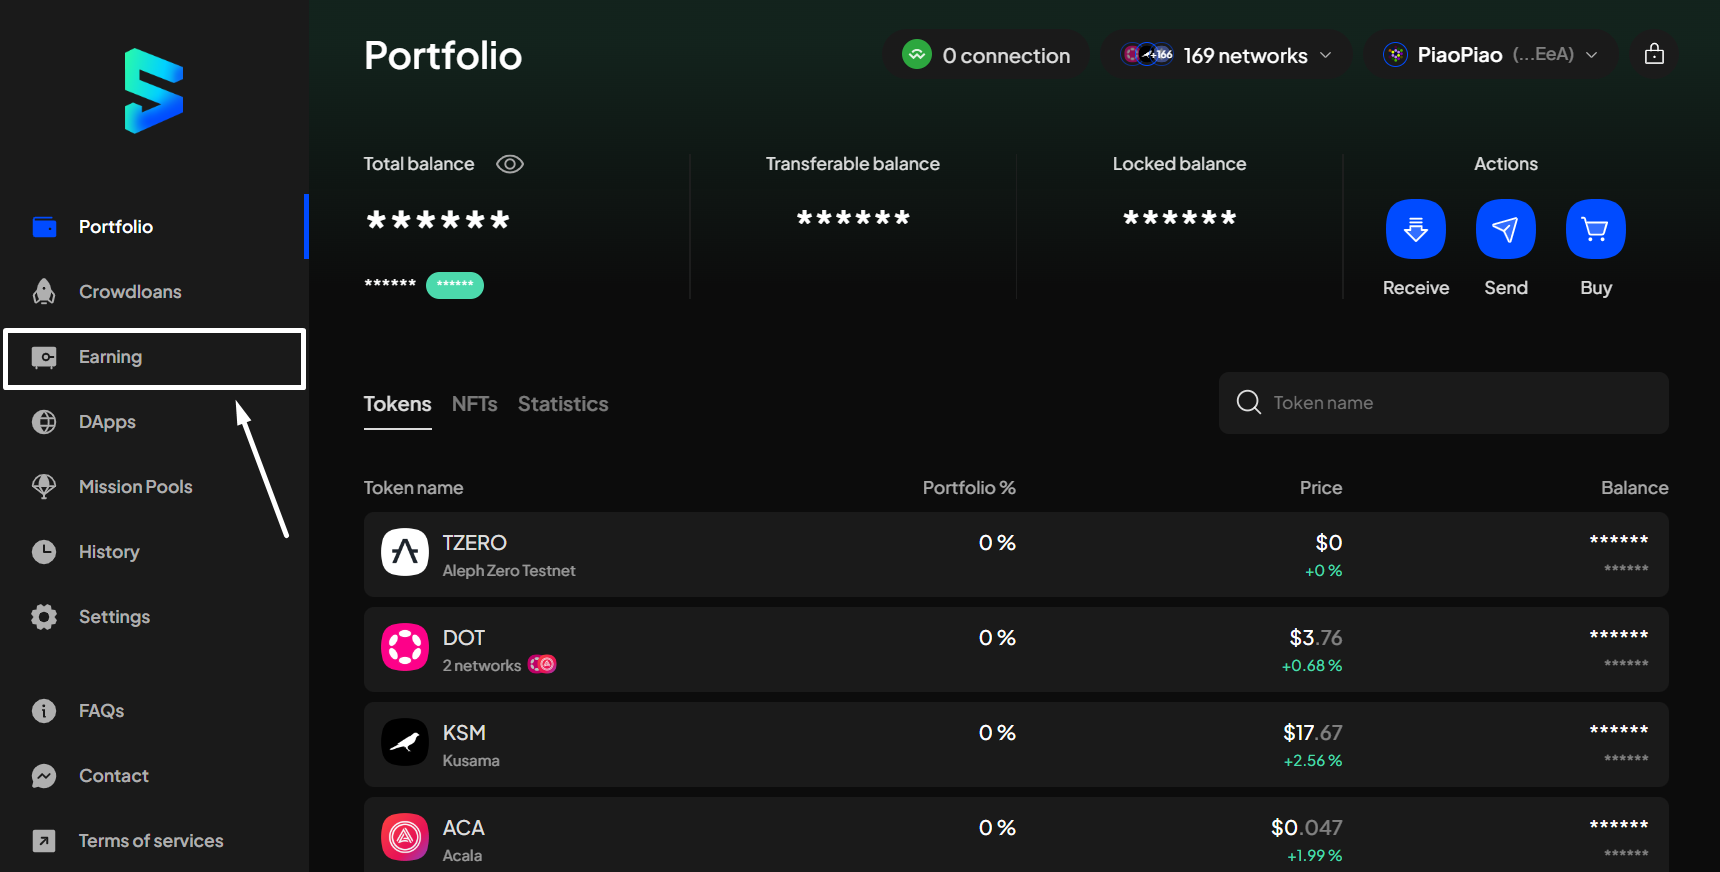 Portfolio
0 connection
+166
169 networks
PiaoPiao (...EeA)
Portfolio
Crowdloans
Earning
DApps
Mission Pools
History
Settings
FAQs
Contact
Terms of services
Total balance
******
****** ******
Transferable balance
******
Locked balance
******
Actions
Receive
Send
Buy
Tokens NFTs Statistics
Token name
Token name Portfolio % Price Balance
TZERO 0 % $0 ******
Aleph Zero Testnet +0 % ******
DOT 0 % $3.76 ******
2 networks +0.68 % ******
KSM 0 % $17.67 ******
Kusama +2.56 % ******
ACA 0 % $0.047 ******
Acala +1.99 % ******